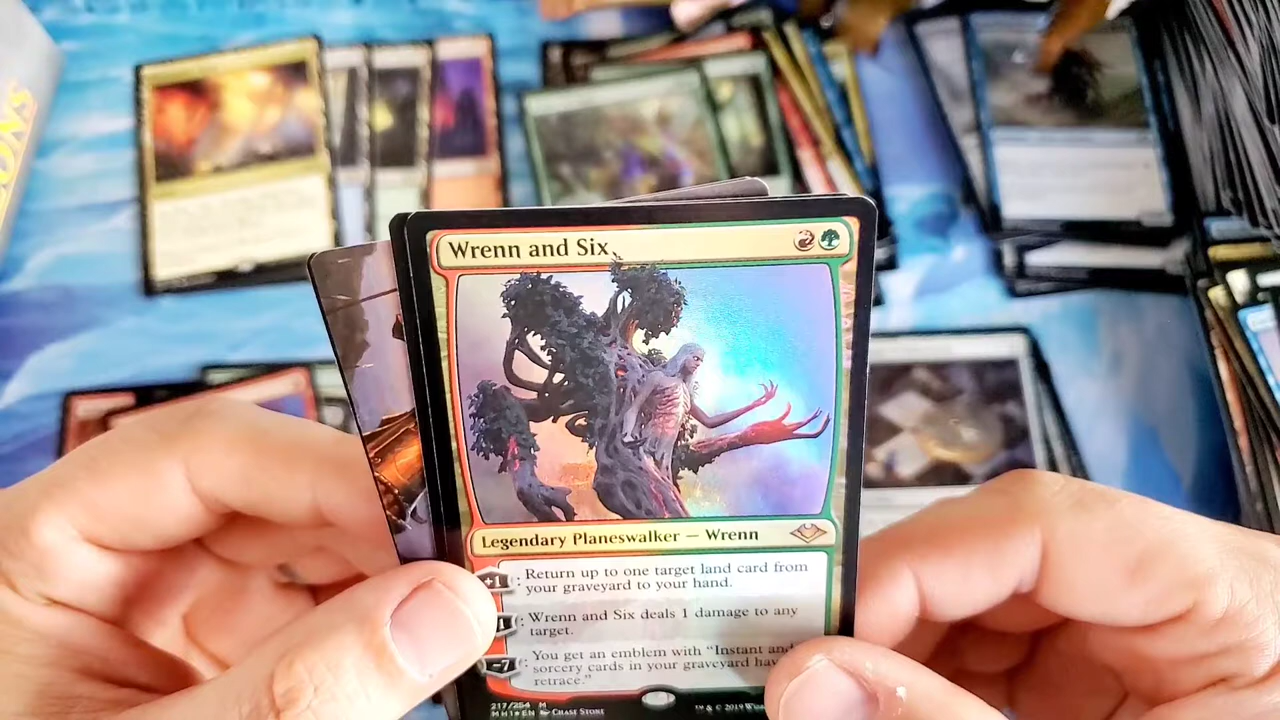 Wrenn and Six
Legendary Planeswalker — Wrenn
+1: Return up to one target land card from
your graveyard to your hand.
: Wrenn and Six deals 1 damage to any
target.
-7: You get an emblem with “Instant and
sorcery cards in your graveyard have
retrace.”
217/254 M
MH1★EN CHASE STONE
™ & © 2019